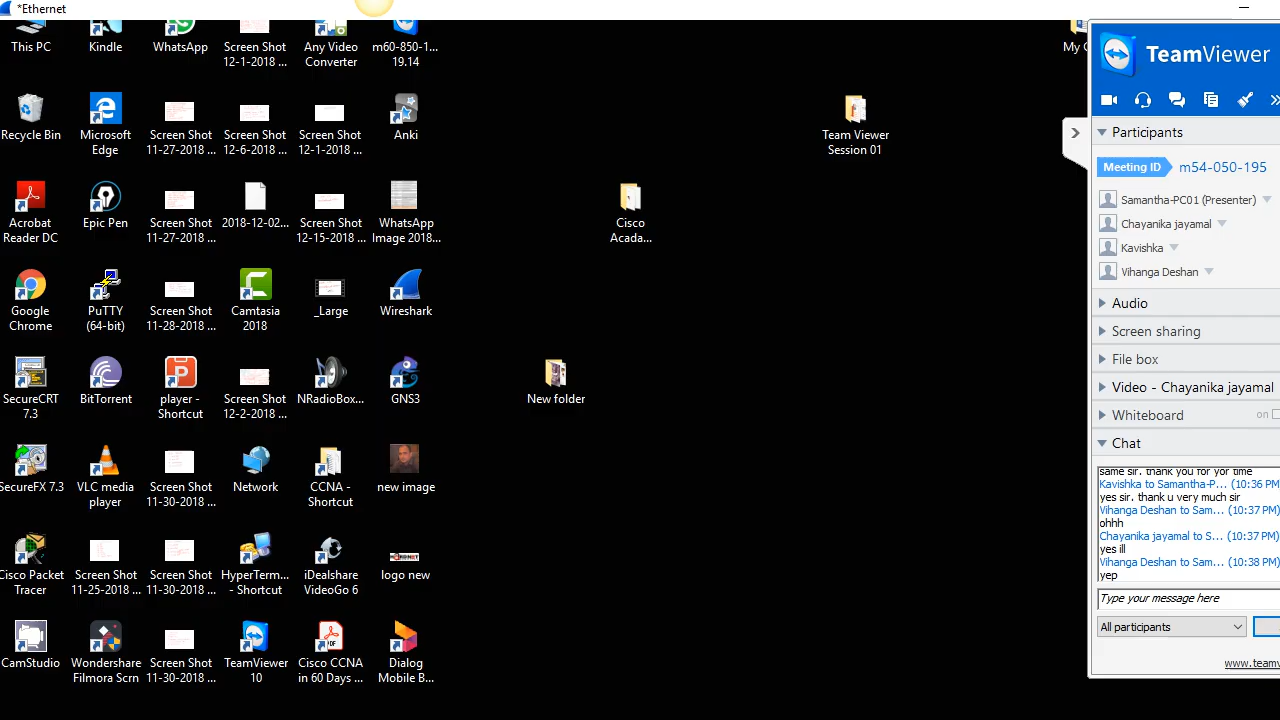 *Ethernet
This PC
Kindle
WhatsApp
Screen Shot
12-1-2018 ...
Any Video
Converter
m60-850-1...
19.14
Recycle Bin
Microsoft
Edge
Screen Shot
11-27-2018 ...
Screen Shot
12-6-2018 ...
Screen Shot
12-1-2018 ...
Anki
Team Viewer
Session 01
Acrobat
Reader DC
Epic Pen
Screen Shot
11-27-2018 ...
2018-12-02...
Screen Shot
12-15-2018 ...
WhatsApp
Image 2018...
Cisco
Acada...
Google
Chrome
PuTTY
(64-bit)
Screen Shot
11-28-2018 ...
Camtasia
2018
_Large
Wireshark
SecureCRT
7.3
BitTorrent
player -
Shortcut
Screen Shot
12-2-2018 ...
NRadioBox...
GNS3
New folder
SecureFX 7.3
VLC media
player
Screen Shot
11-30-2018 ...
Network
CCNA -
Shortcut
new image
Cisco Packet
Tracer
Screen Shot
11-25-2018 ...
Screen Shot
11-30-2018 ...
HyperTerm...
- Shortcut
iDealshare
VideoGo 6
logo new
CamStudio
Wondershare
Filmora Scrn
Screen Shot
11-30-2018 ...
TeamViewer
10
Cisco CCNA
in 60 Days ...
Dialog
Mobile B...
My
TeamViewer
Participants
Meeting ID m54-050-195
Samantha-PC01 (Presenter)
Chayanika jayamal
Kavishka
Vihanga Deshan
Audio
Screen sharing
File box
Video - Chayanika jayamal
Whiteboard on
Chat
same sir. thank you for yor time
Kavishka to Samantha-P... (10:36 PM
yes sir. thank u very much sir
Vihanga Deshan to Sam... (10:37 PM)
ohhh
Chayanika jayamal to S... (10:37 PM)
yes ill
Vihanga Deshan to Sam... (10:38 PM)
yep
Type your message here
All participants
www.teamv